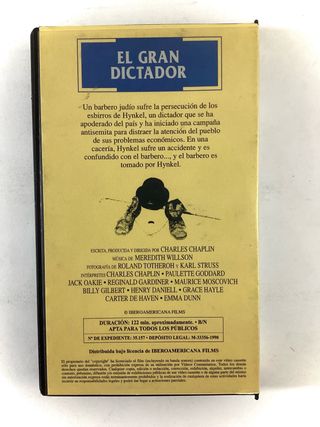 EL GRAN
DICTADOR
Un barbero judío sufre la persecución de los
esbirros de Hynkel, un dictador que se ha
apoderado del país y ha iniciado una campaña
antisemita para distraer la atención del pueblo
de sus problemas económicos. En una
cacería, Hynkel sufre un accidente y es
confundido con el barbero..., y el barbero es
tomado por Hynkel.
ESCRITA, PRODUCIDA Y DIRIGIDA POR CHARLES CHAPLIN
MÚSICA DE MEREDITH WILLSON
FOTOGRAFÍA DE ROLAND TOTHEROH Y KARL STRUSS
INTÉRPRETES CHARLES CHAPLIN • PAULETTE GODDARD
JACK OAKIE • REGINALD GARDINER • MAURICE MOSCOVICH
BILLY GILBERT • HENRY DANIELL • GRACE HAYLE
CARTER DE HAVEN • EMMA DUNN
© IBEROAMERICANA FILMS
DURACIÓN: 122 min. aproximadamente. • B/N
APTA PARA TODOS LOS PÚBLICOS
Nº DE EXPEDIENTE: 35.157 • DEPÓSITO LEGAL: M-33356-1996
Distribuida bajo licencia de IBEROAMERICANA FILMS